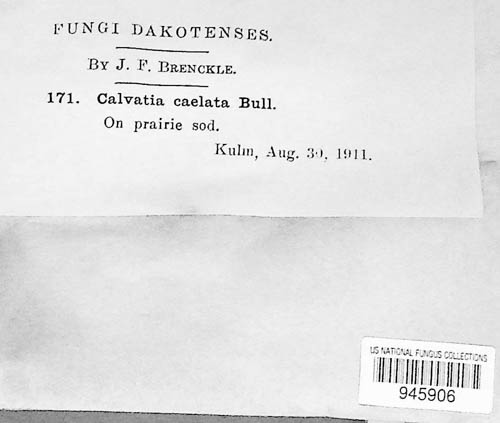 FUNGI DAKOTENSES.
BY J. F. BRENCKLE.
171. Calvatia caelata Bull.
On prairie sod.
Kulm, Aug. 30, 1911.
US NATIONAL FUNGUS COLLECTIONS
945906